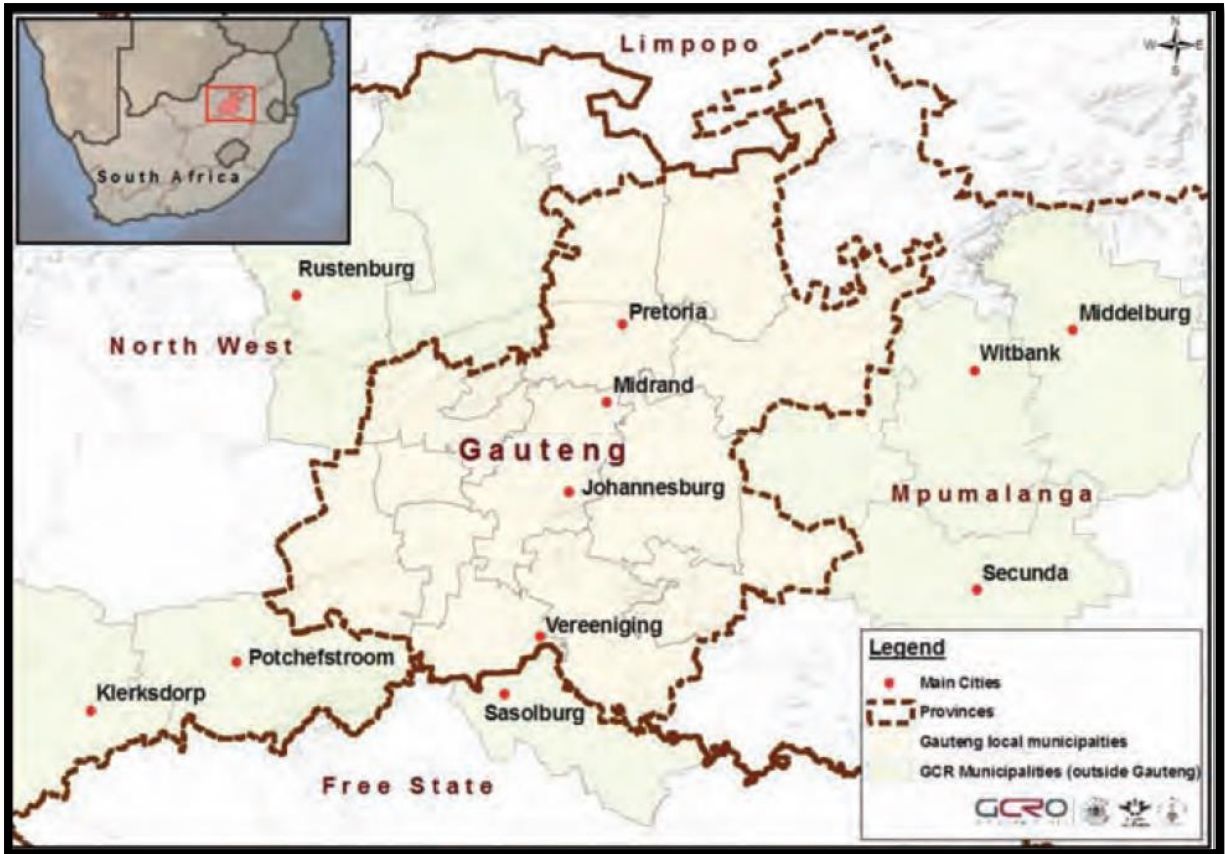 Limpopo
N
W E
S
South Africa
Rustenburg
North West
Pretoria
Middelburg
Witbank
Midrand
Gauteng
Johannesburg
Mpumalanga
Secunda
Vereeniging
Potchefstroom
Klerksdorp
Sasolburg
Free State
Legend
Main Cities
Provinces
Gauteng local municipaities
GCR Municipalities (outside Gauteng)
GCRO